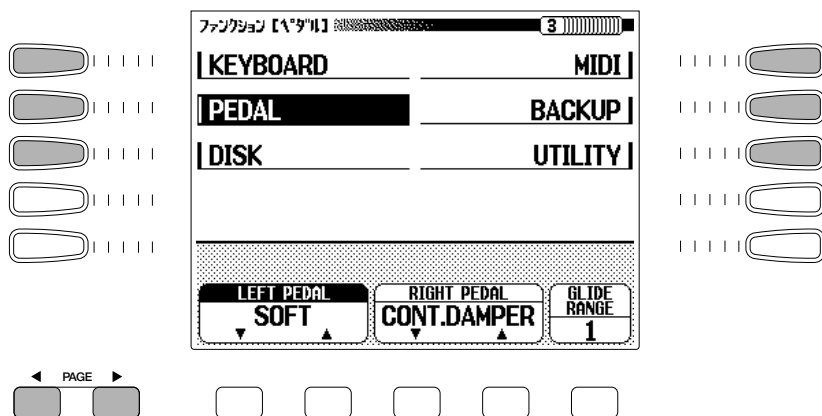 ファンクション【ペダル】 3
KEYBOARD MIDI
PEDAL BACKUP
DISK UTILITY
LEFT PEDAL RIGHT PEDAL GLIDE RANGE
SOFT CONT.DAMPER 1
▼ ▲ ▼ ▲
◀ PAGE ▶